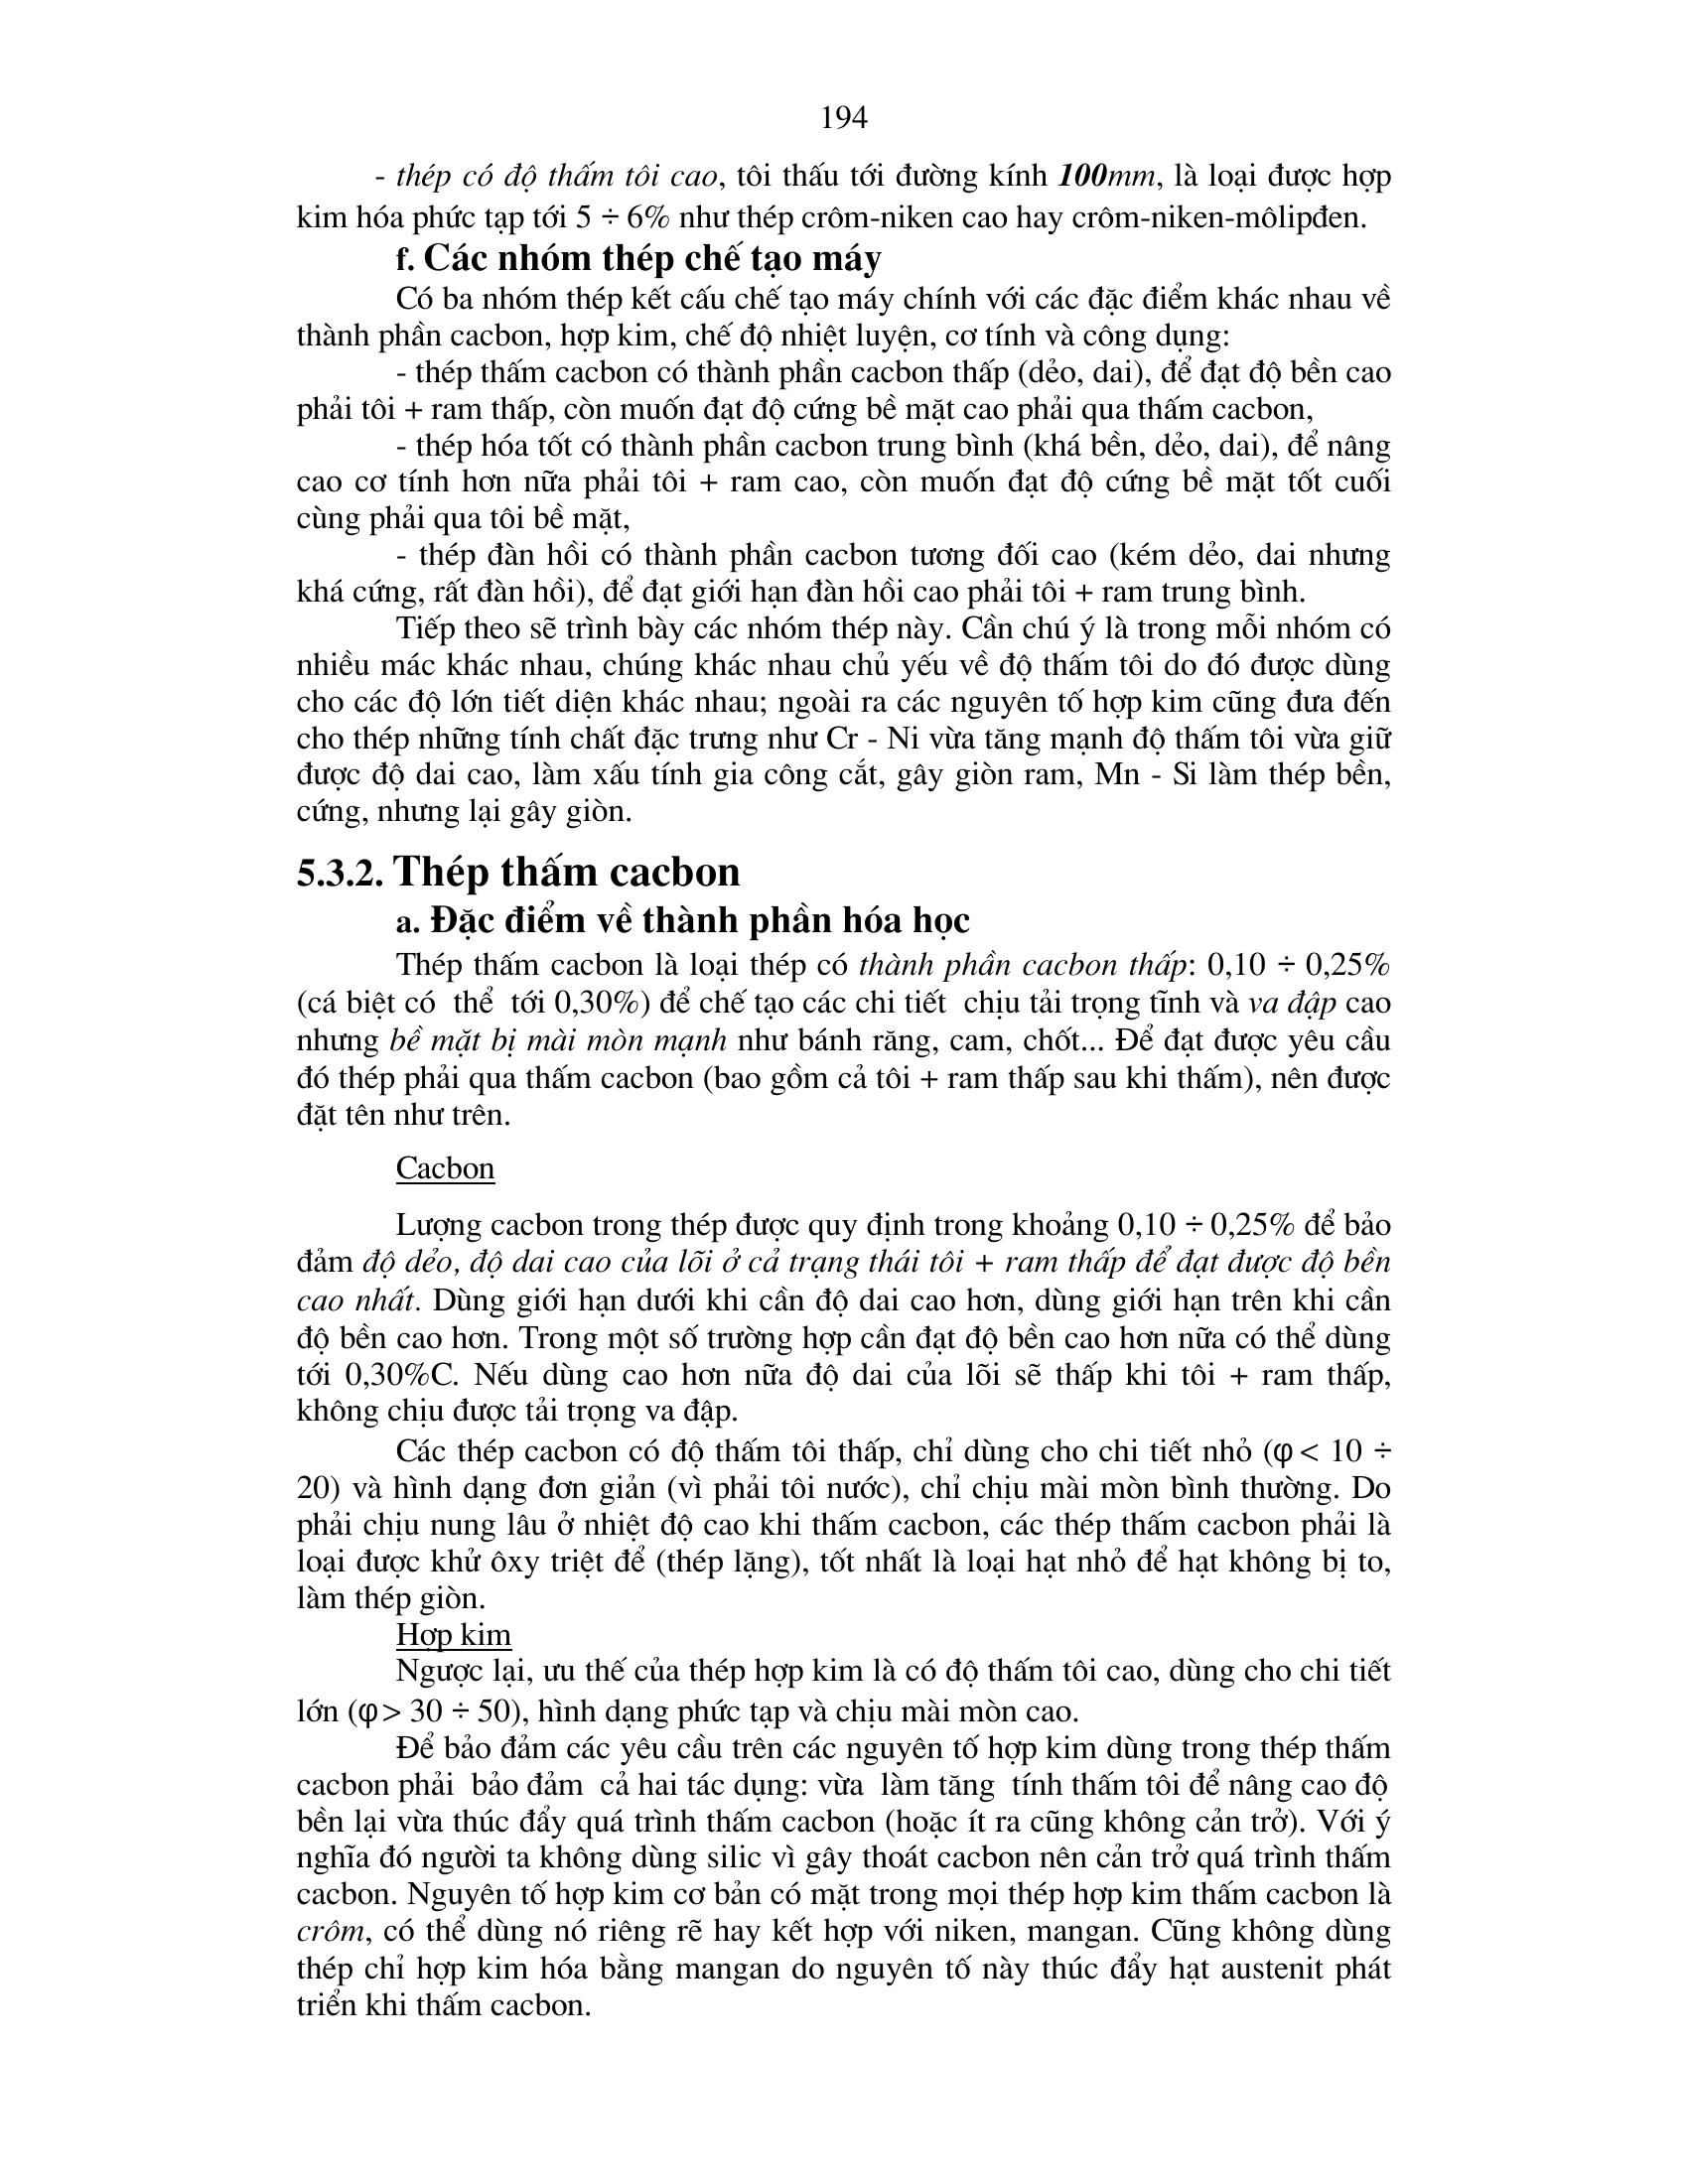 194
- thép có độ thấm tôi cao, tôi thấu tới đường kính 100mm, là loại được hợp
kim hóa phức tạp tới 5 ÷ 6% như thép crôm-niken cao hay crôm-niken-môlipđen.
f. Các nhóm thép chế tạo máy
Có ba nhóm thép kết cấu chế tạo máy chính với các đặc điểm khác nhau về
thành phần cacbon, hợp kim, chế độ nhiệt luyện, cơ tính và công dụng:
- thép thấm cacbon có thành phần cacbon thấp (dẻo, dai), để đạt độ bền cao
phải tôi + ram thấp, còn muốn đạt độ cứng bề mặt cao phải qua thấm cacbon,
- thép hóa tốt có thành phần cacbon trung bình (khá bền, dẻo, dai), để nâng
cao cơ tính hơn nữa phải tôi + ram cao, còn muốn đạt độ cứng bề mặt tốt cuối
cùng phải qua tôi bề mặt,
- thép đàn hồi có thành phần cacbon tương đối cao (kém dẻo, dai nhưng
khá cứng, rất đàn hồi), để đạt giới hạn đàn hồi cao phải tôi + ram trung bình.
Tiếp theo sẽ trình bày các nhóm thép này. Cần chú ý là trong mỗi nhóm có
nhiều mác khác nhau, chúng khác nhau chủ yếu về độ thấm tôi do đó được dùng
cho các độ lớn tiết diện khác nhau; ngoài ra các nguyên tố hợp kim cũng đưa đến
cho thép những tính chất đặc trưng như Cr - Ni vừa tăng mạnh độ thấm tôi vừa giữ
được độ dai cao, làm xấu tính gia công cắt, gây giòn ram, Mn - Si làm thép bền,
cứng, nhưng lại gây giòn.
5.3.2. Thép thấm cacbon
a. Đặc điểm về thành phần hóa học
Thép thấm cacbon là loại thép có thành phần cacbon thấp: 0,10 ÷ 0,25%
(cá biệt có thể tới 0,30%) để chế tạo các chi tiết chịu tải trọng tĩnh và va đập cao
nhưng bề mặt bị mài mòn mạnh như bánh răng, cam, chốt... Để đạt được yêu cầu
đó thép phải qua thấm cacbon (bao gồm cả tôi + ram thấp sau khi thấm), nên được
đặt tên như trên.
Cacbon
Lượng cacbon trong thép được quy định trong khoảng 0,10 ÷ 0,25% để bảo
đảm độ dẻo, độ dai cao của lõi ở cả trạng thái tôi + ram thấp để đạt được độ bền
cao nhất. Dùng giới hạn dưới khi cần độ dai cao hơn, dùng giới hạn trên khi cần
độ bền cao hơn. Trong một số trường hợp cần đạt độ bền cao hơn nữa có thể dùng
tới 0,30%C. Nếu dùng cao hơn nữa độ dai của lõi sẽ thấp khi tôi + ram thấp,
không chịu được tải trọng va đập.
Các thép cacbon có độ thấm tôi thấp, chỉ dùng cho chi tiết nhỏ (φ < 10 ÷
20) và hình dạng đơn giản (vì phải tôi nước), chỉ chịu mài mòn bình thường. Do
phải chịu nung lâu ở nhiệt độ cao khi thấm cacbon, các thép thấm cacbon phải là
loại được khử ôxy triệt để (thép lặng), tốt nhất là loại hạt nhỏ để hạt không bị to,
làm thép giòn.
Hợp kim
Ngược lại, ưu thế của thép hợp kim là có độ thấm tôi cao, dùng cho chi tiết
lớn (φ > 30 ÷ 50), hình dạng phức tạp và chịu mài mòn cao.
Để bảo đảm các yêu cầu trên các nguyên tố hợp kim dùng trong thép thấm
cacbon phải bảo đảm cả hai tác dụng: vừa làm tăng tính thấm tôi để nâng cao độ
bền lại vừa thúc đẩy quá trình thấm cacbon (hoặc ít ra cũng không cản trở). Với ý
nghĩa đó người ta không dùng silic vì gây thoát cacbon nên cản trở quá trình thấm
cacbon. Nguyên tố hợp kim cơ bản có mặt trong mọi thép hợp kim thấm cacbon là
crôm, có thể dùng nó riêng rẽ hay kết hợp với niken, mangan. Cũng không dùng
thép chỉ hợp kim hóa bằng mangan do nguyên tố này thúc đẩy hạt austenit phát
triển khi thấm cacbon.